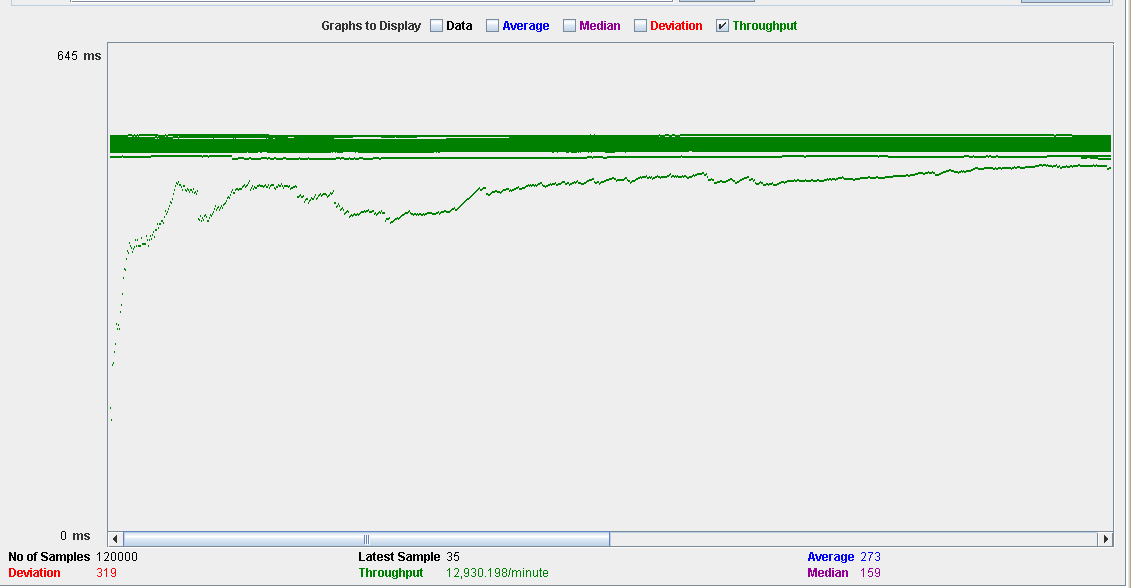 Graphs to Display Data Average Median Deviation Throughput
645 ms
0 ms
No of Samples 120000 Latest Sample 35 Average 273
Deviation 319 Throughput 12,930.198/minute Median 159